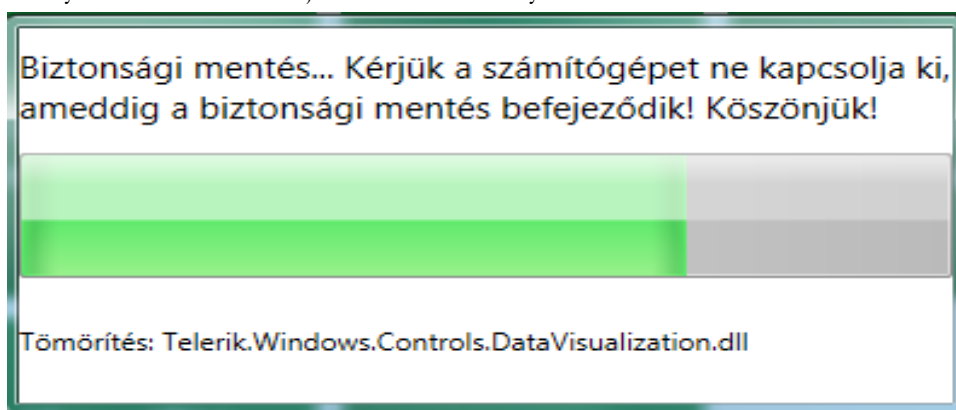 Biztonsági mentés... Kérjük a számítógépet ne kapcsolja ki,
ameddig a biztonsági mentés befejeződik! Köszönjük!
Tömörítés: Telerik.Windows.Controls.DataVisualization.dll